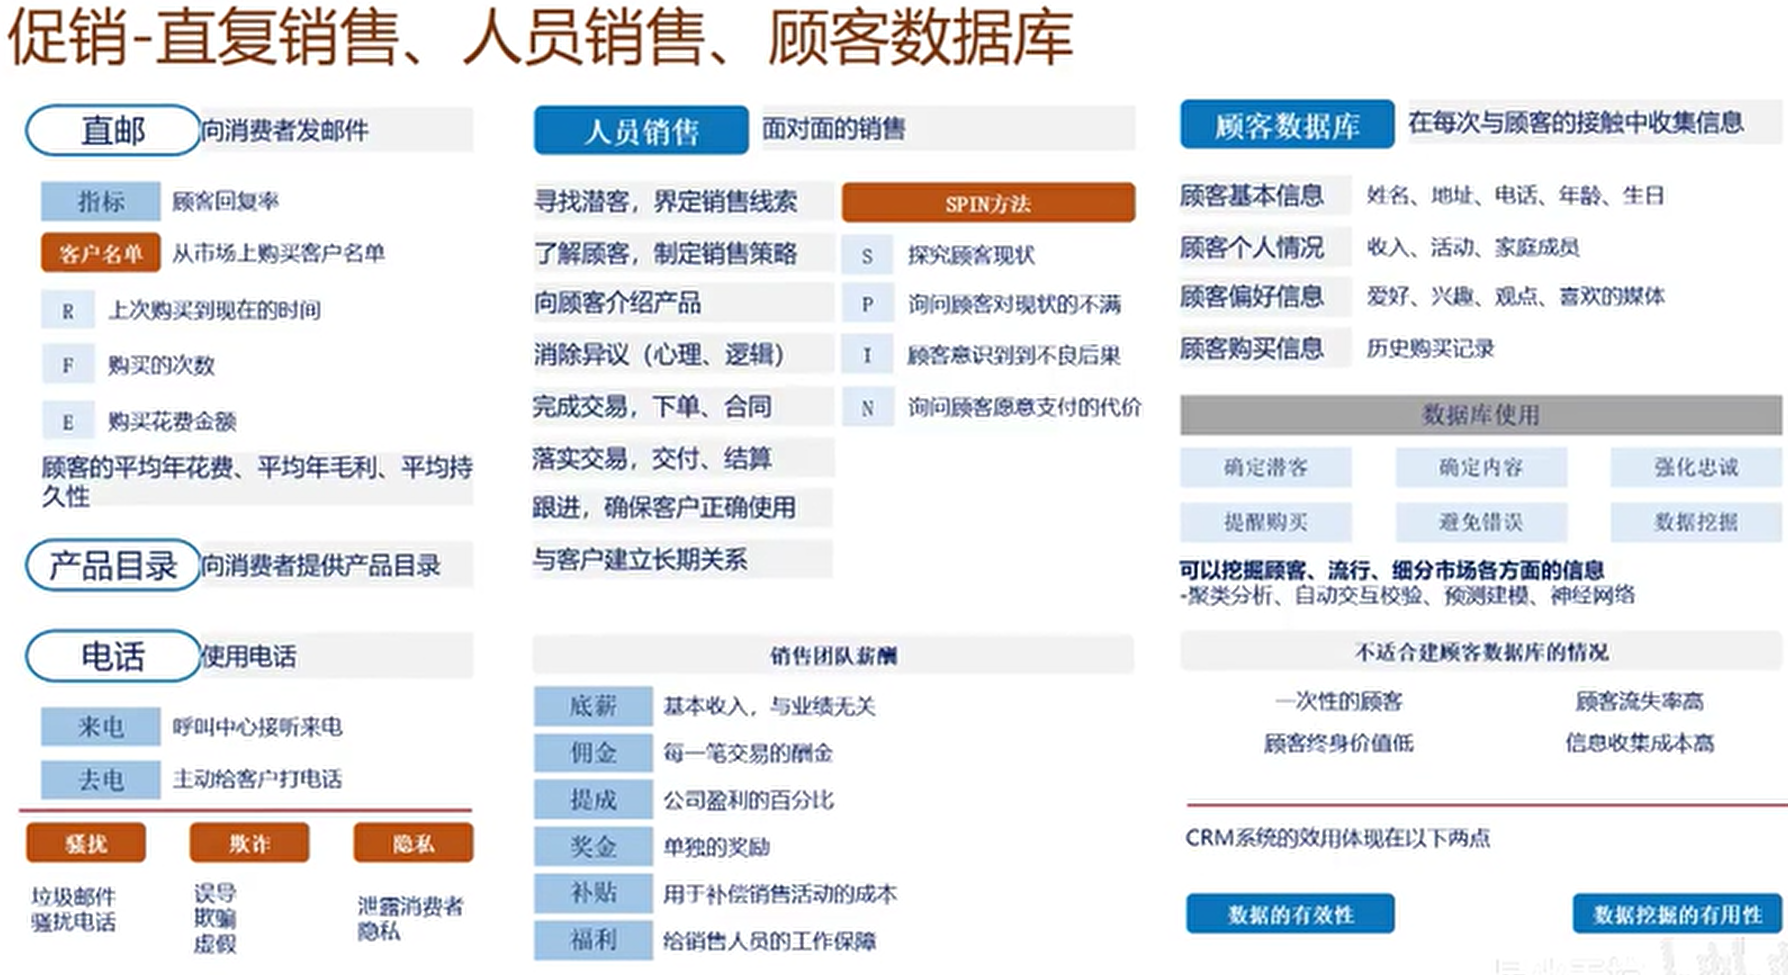 促销-直复销售、人员销售、顾客数据库
直邮 向消费者发邮件
指标 顾客回复率
客户名单 从市场上购买客户名单
R 上次购买到现在的时间
F 购买的次数
E 购买花费金额
顾客的平均年花费、平均年毛利、平均持
久性
产品目录 向消费者提供产品目录
电话 使用电话
来电 呼叫中心接听来电
去电 主动给客户打电话
骚扰 欺诈 隐私
垃圾邮件
骚扰电话
误导
欺骗
虚假
泄露消费者
隐私
人员销售 面对面的销售
寻找潜客，界定销售线索
了解顾客，制定销售策略
向顾客介绍产品
消除异议（心理、逻辑）
完成交易，下单、合同
落实交易，交付、结算
跟进，确保客户正确使用
与客户建立长期关系
SPIN方法
S 探究顾客现状
P 询问顾客对现状的不满
I 顾客意识到到不良后果
N 询问顾客愿意支付的代价
销售团队薪酬
底薪 基本收入，与业绩无关
佣金 每一笔交易的酬金
提成 公司盈利的百分比
奖金 单独的奖励
补贴 用于补偿销售活动的成本
福利 给销售人员的工作保障
顾客数据库 在每次与顾客的接触中收集信息
顾客基本信息 姓名、地址、电话、年龄、生日
顾客个人情况 收入、活动、家庭成员
顾客偏好信息 爱好、兴趣、观点、喜欢的媒体
顾客购买信息 历史购买记录
数据库使用
确定潜客 确定内容 强化忠诚
提醒购买 避免错误 数据挖掘
可以挖掘顾客、流行、细分市场各方面的信息
-聚类分析、自动交互校验、预测建模、神经网络
不适合建顾客数据库的情况
一次性的顾客 顾客流失率高
顾客终身价值低 信息收集成本高
CRM系统的效用体现在以下两点
数据的有效性 数据挖掘的有用性